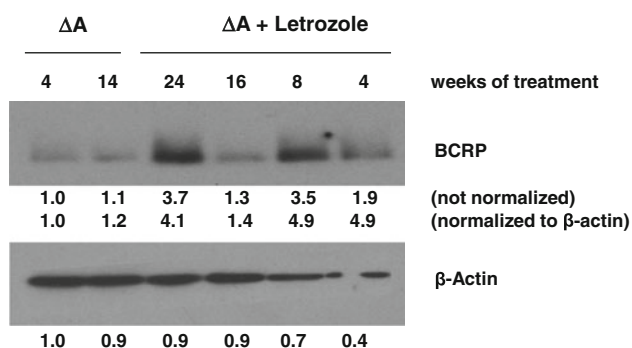 ΔA ΔA + Letrozole
4 14 24 16 8 4 weeks of treatment
BCRP
1.0 1.1 3.7 1.3 3.5 1.9 (not normalized)
1.0 1.2 4.1 1.4 4.9 4.9 (normalized to β-actin)
β-Actin
1.0 0.9 0.9 0.9 0.7 0.4